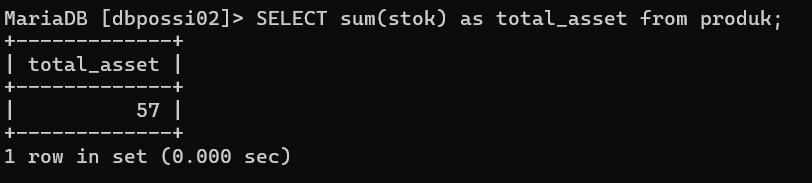 MariaDB [dbpossi02]> SELECT sum(stok) as total_asset from produk;
+-------------+
| total_asset |
+-------------+
|          57 |
+-------------+
1 row in set (0.000 sec)